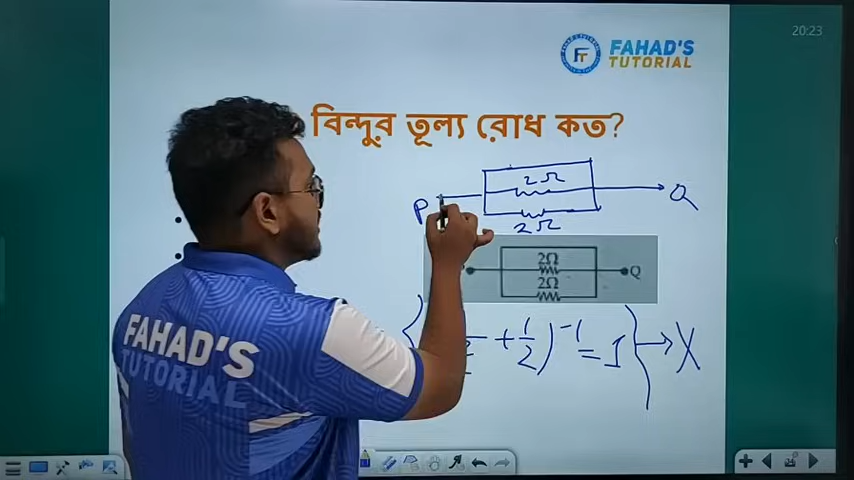 20:23
FAHAD'S
TUTORIAL
বিন্দুর তূল্য রোধ কত?
2Ω
P
Q
2Ω
2Ω
Q
2Ω
+ 1/2)⁻¹ = 1 } → X
FAHAD'S
TUTORIAL